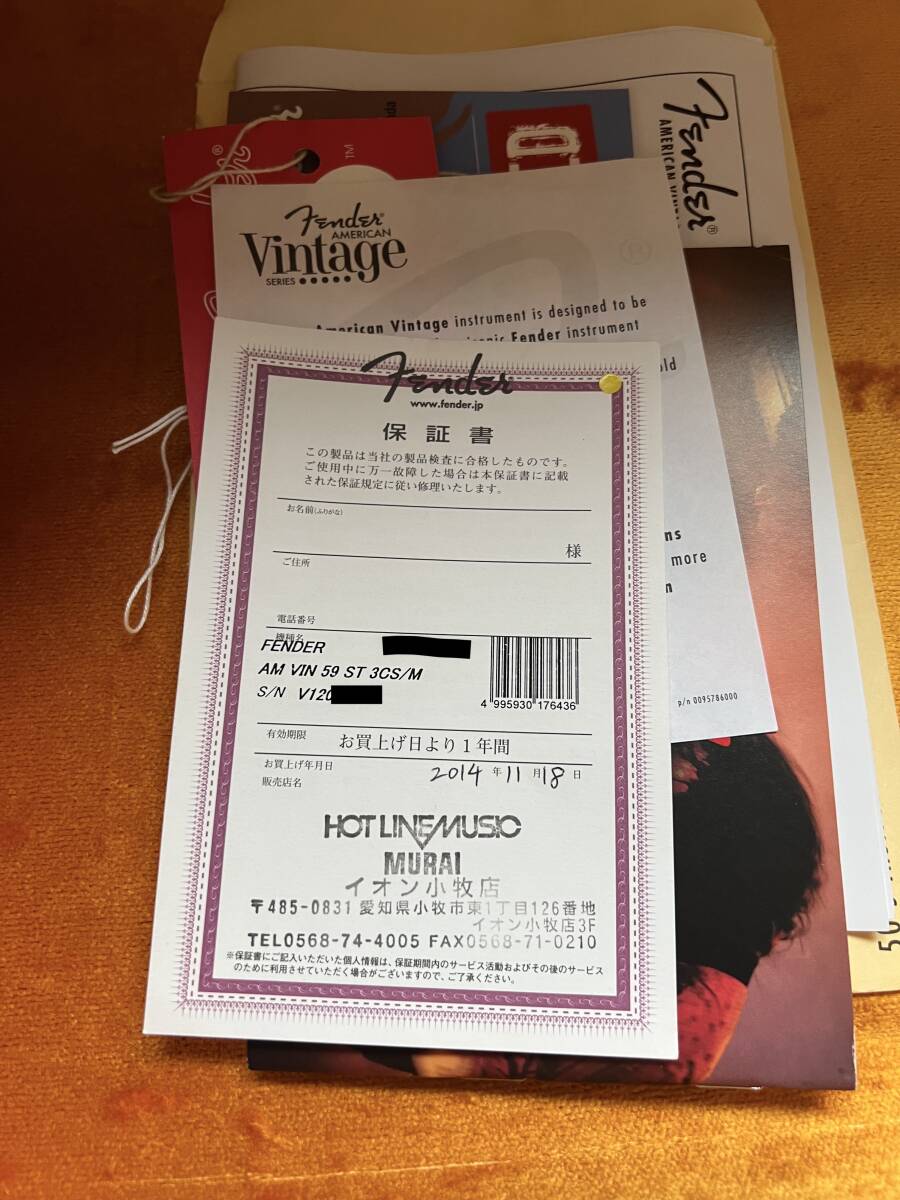 Fender®
AMERICAN VINTAGE
Fender®
AMERICAN
Vintage
SERIES
American Vintage instrument is designed to be
Fender instrument
old
ns
more
n
p/n 0095786000
Fender
www.fender.jp
保証書
この製品は当社の製品検査に合格したものです。
ご使用中に万一故障した場合は本保証書に記載
された保証規定に従い修理いたします。
お名前(ふりがな)
様
ご住所
電話番号
機種名
FENDER
AM VIN 59 ST 3CS/M
S/N V120
4 995930 176436
有効期限 お買上げ日より1年間
お買上げ年月日 2014 年 11 月 18 日
販売店名
HOTLINEMUSIC
MURAI
イオン小牧店
〒485-0831 愛知県小牧市東1丁目126番地
イオン小牧店3F
TEL0568-74-4005 FAX0568-71-0210
※保証書にご記入いただいた個人情報は、保証期間内のサービス活動およびその後のサービス
のために利用させていただく場合がございますので、ご了承ください。